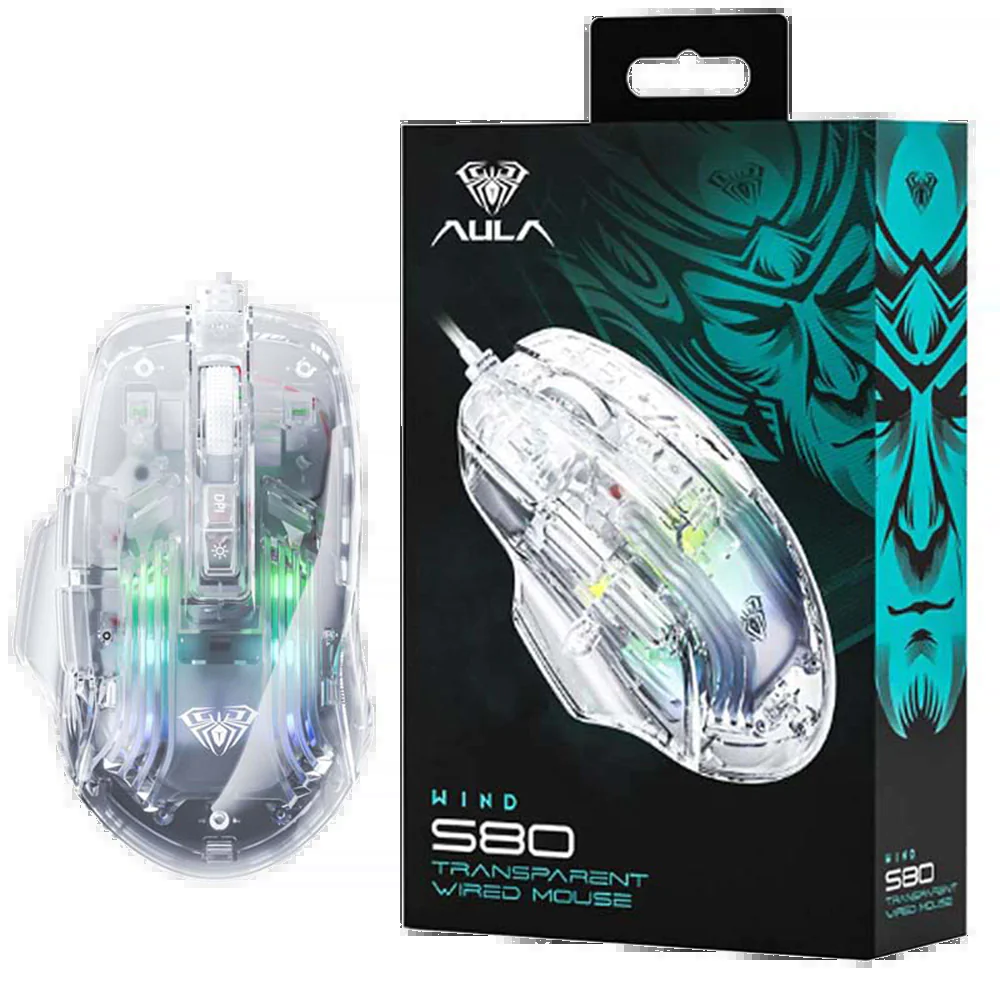 DPI
AULA
WIND
S80
TRANSPARENT
WIRED MOUSE
WIND
S80
TRANSPARENT
WIRED MOUSE